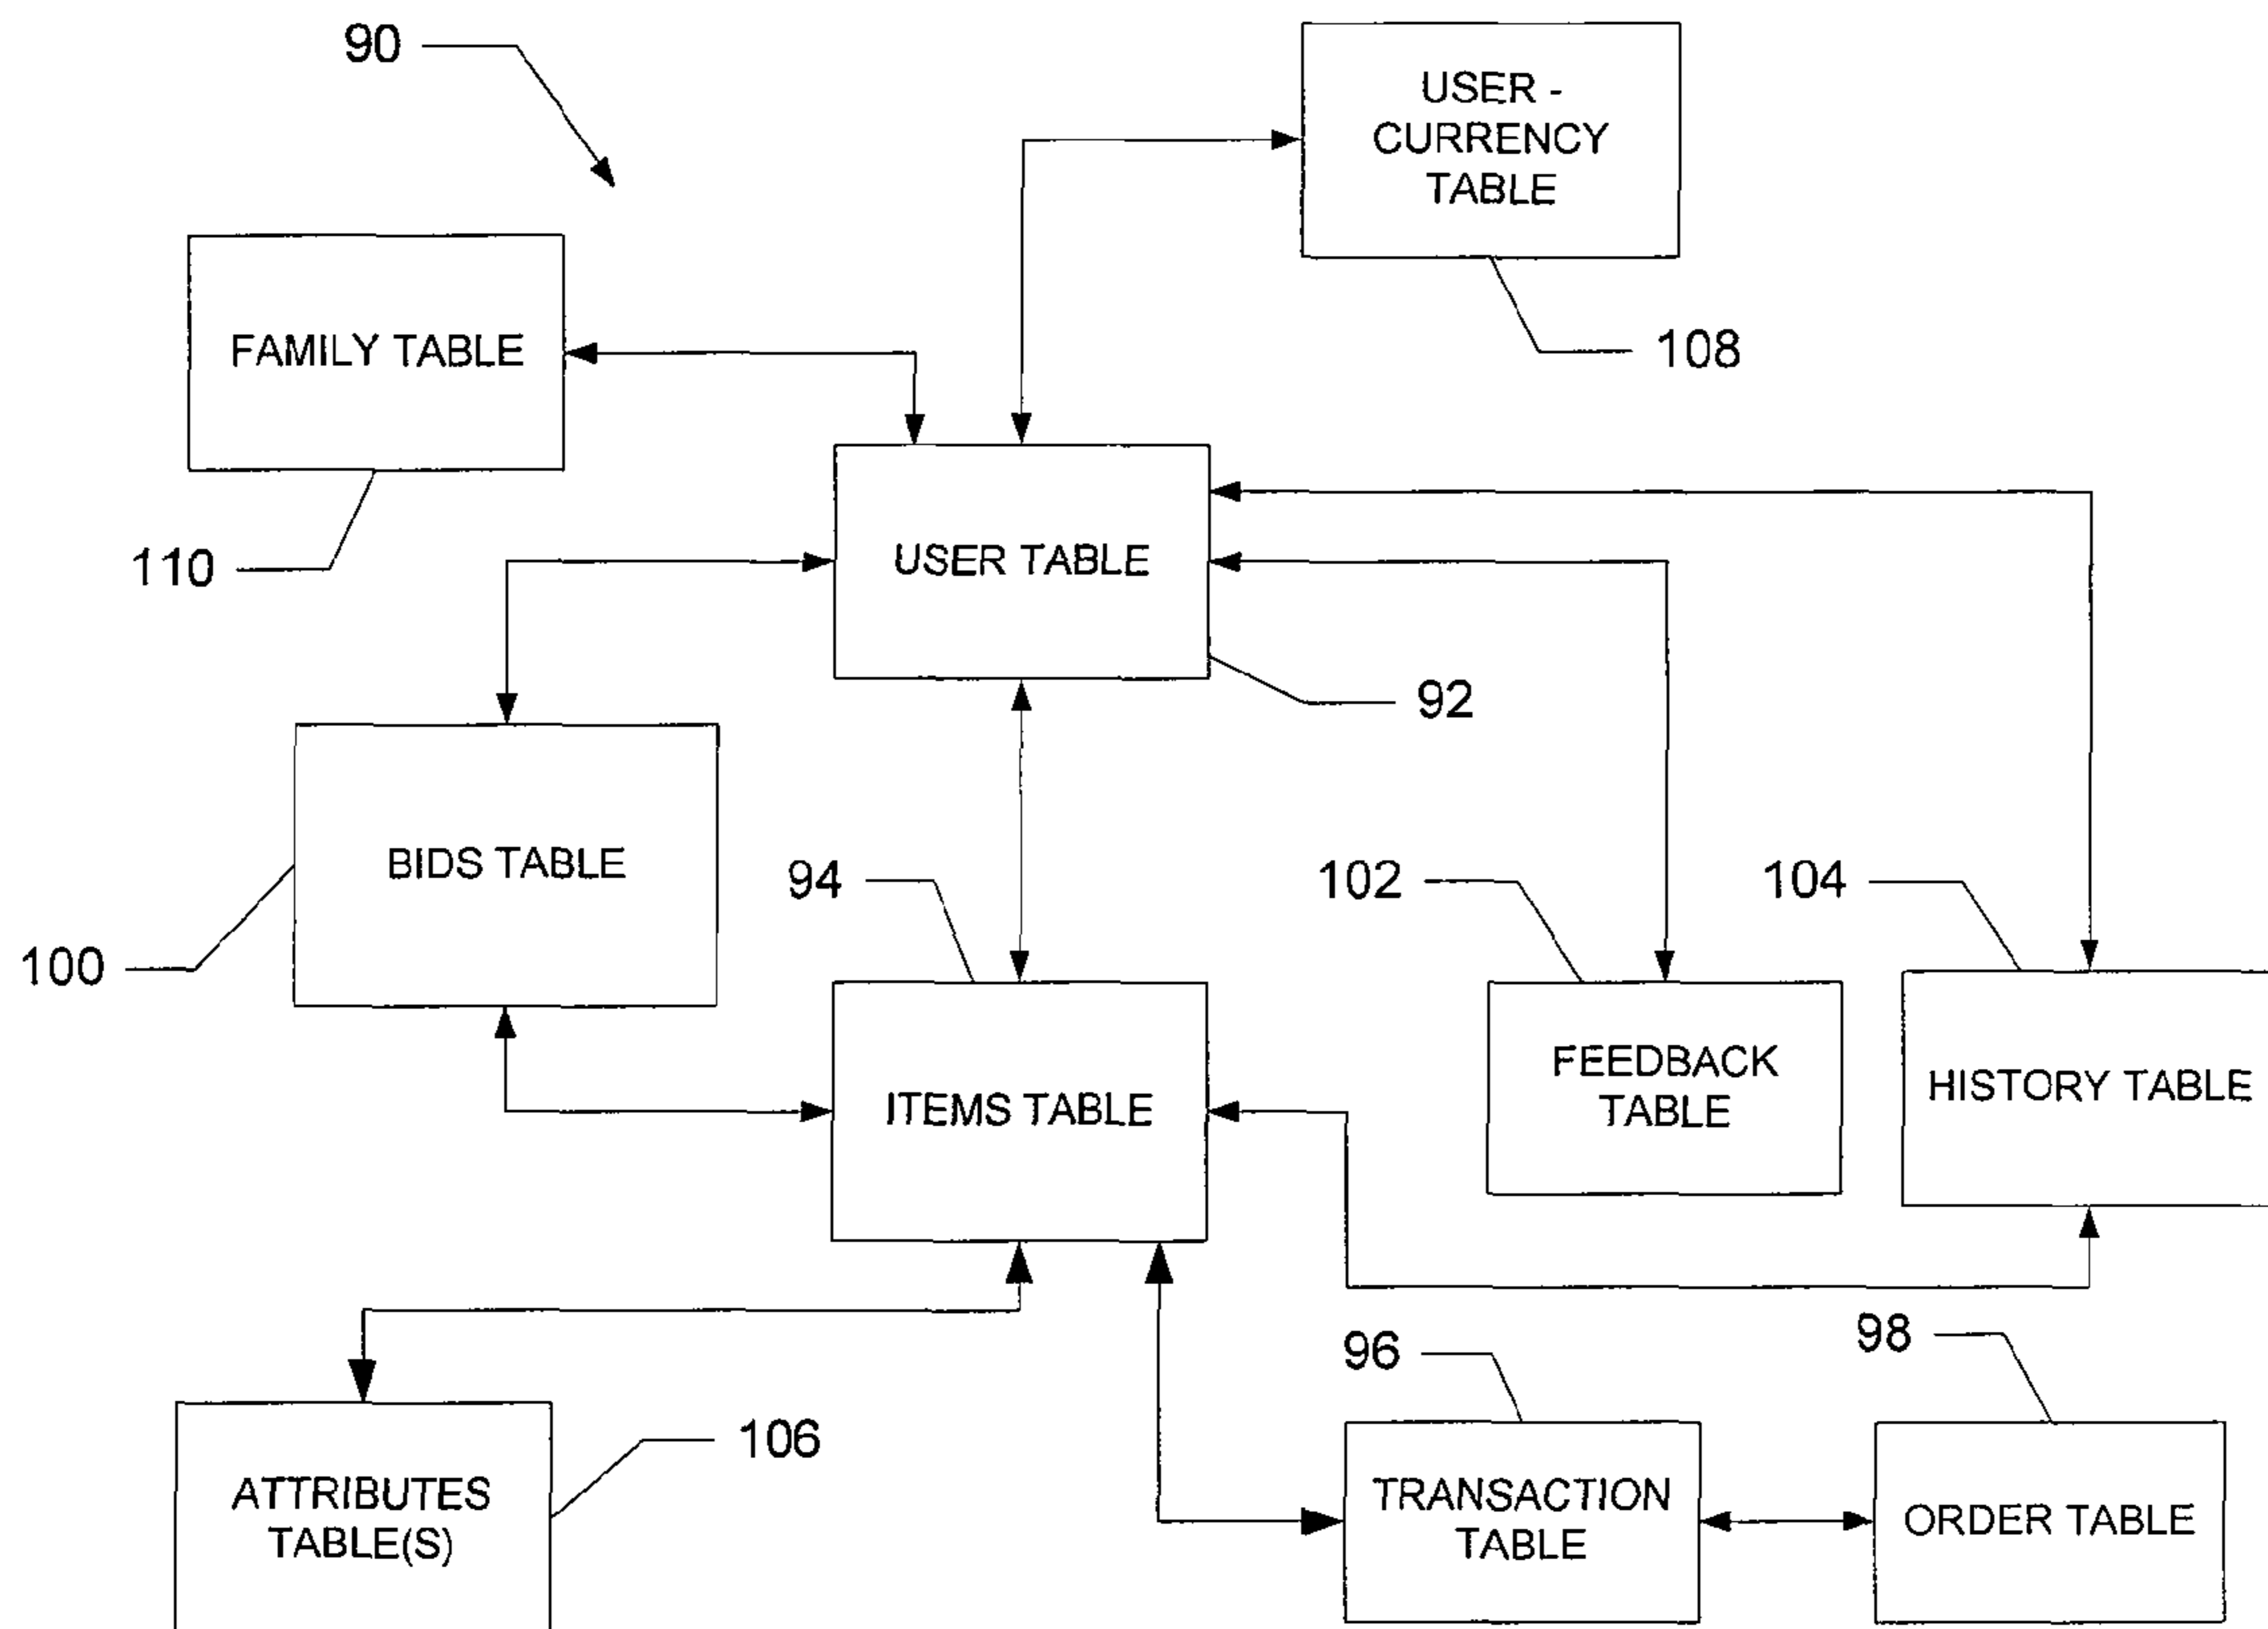 90
USER -
CURRENCY
TABLE
108
FAMILY TABLE
110
USER TABLE
92
BIDS TABLE
100
94
ITEMS TABLE
102
FEEDBACK
TABLE
104
HISTORY TABLE
ATTRIBUTES
TABLE(S)
106
96
TRANSACTION
TABLE
98
ORDER TABLE